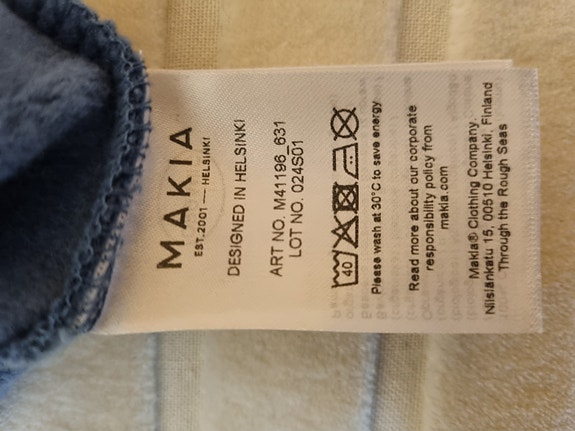 MAKIA
EST.2001 — HELSINKI
DESIGNED IN HELSINKI
ART NO. M41196_631
LOT NO. 024S01
40
Please wash at 30°C to save energy
Read more about our corporate
responsibility policy from
makia.com
Makia® Clothing Company.
Nilsiänkatu 15, 00510 Helsinki, Finland
Through the Rough Seas